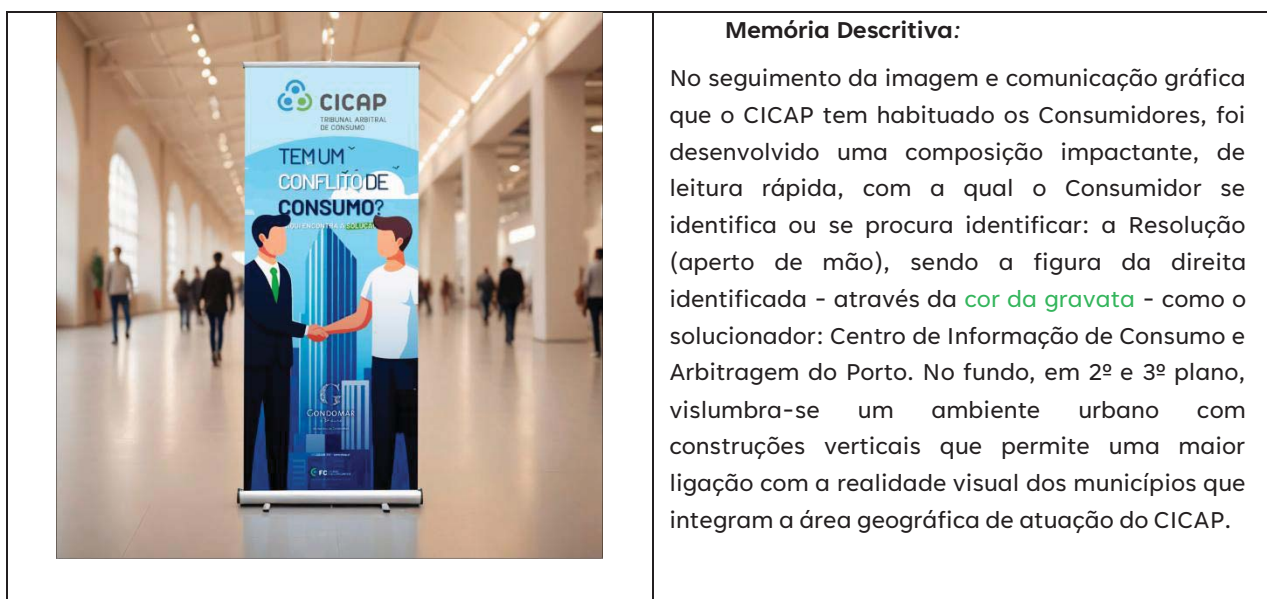 CICAP
TRIBUNAL ARBITRAL
DE CONSUMO
TEM UM
CONFLITO DE
CONSUMO?
ENCONTRA A SOLUÇÃO
GONDOMAR
FC
Memória Descritiva:
No seguimento da imagem e comunicação gráfica
que o CICAP tem habituado os Consumidores, foi
desenvolvido uma composição impactante, de
leitura rápida, com a qual o Consumidor se
identifica ou se procura identificar: a Resolução
(aperto de mão), sendo a figura da direita
identificada - através da cor da gravata - como o
solucionador: Centro de Informação de Consumo e
Arbitragem do Porto. No fundo, em 2º e 3º plano,
vislumbra-se um ambiente urbano com
construções verticais que permite uma maior
ligação com a realidade visual dos municípios que
integram a área geográfica de atuação do CICAP.